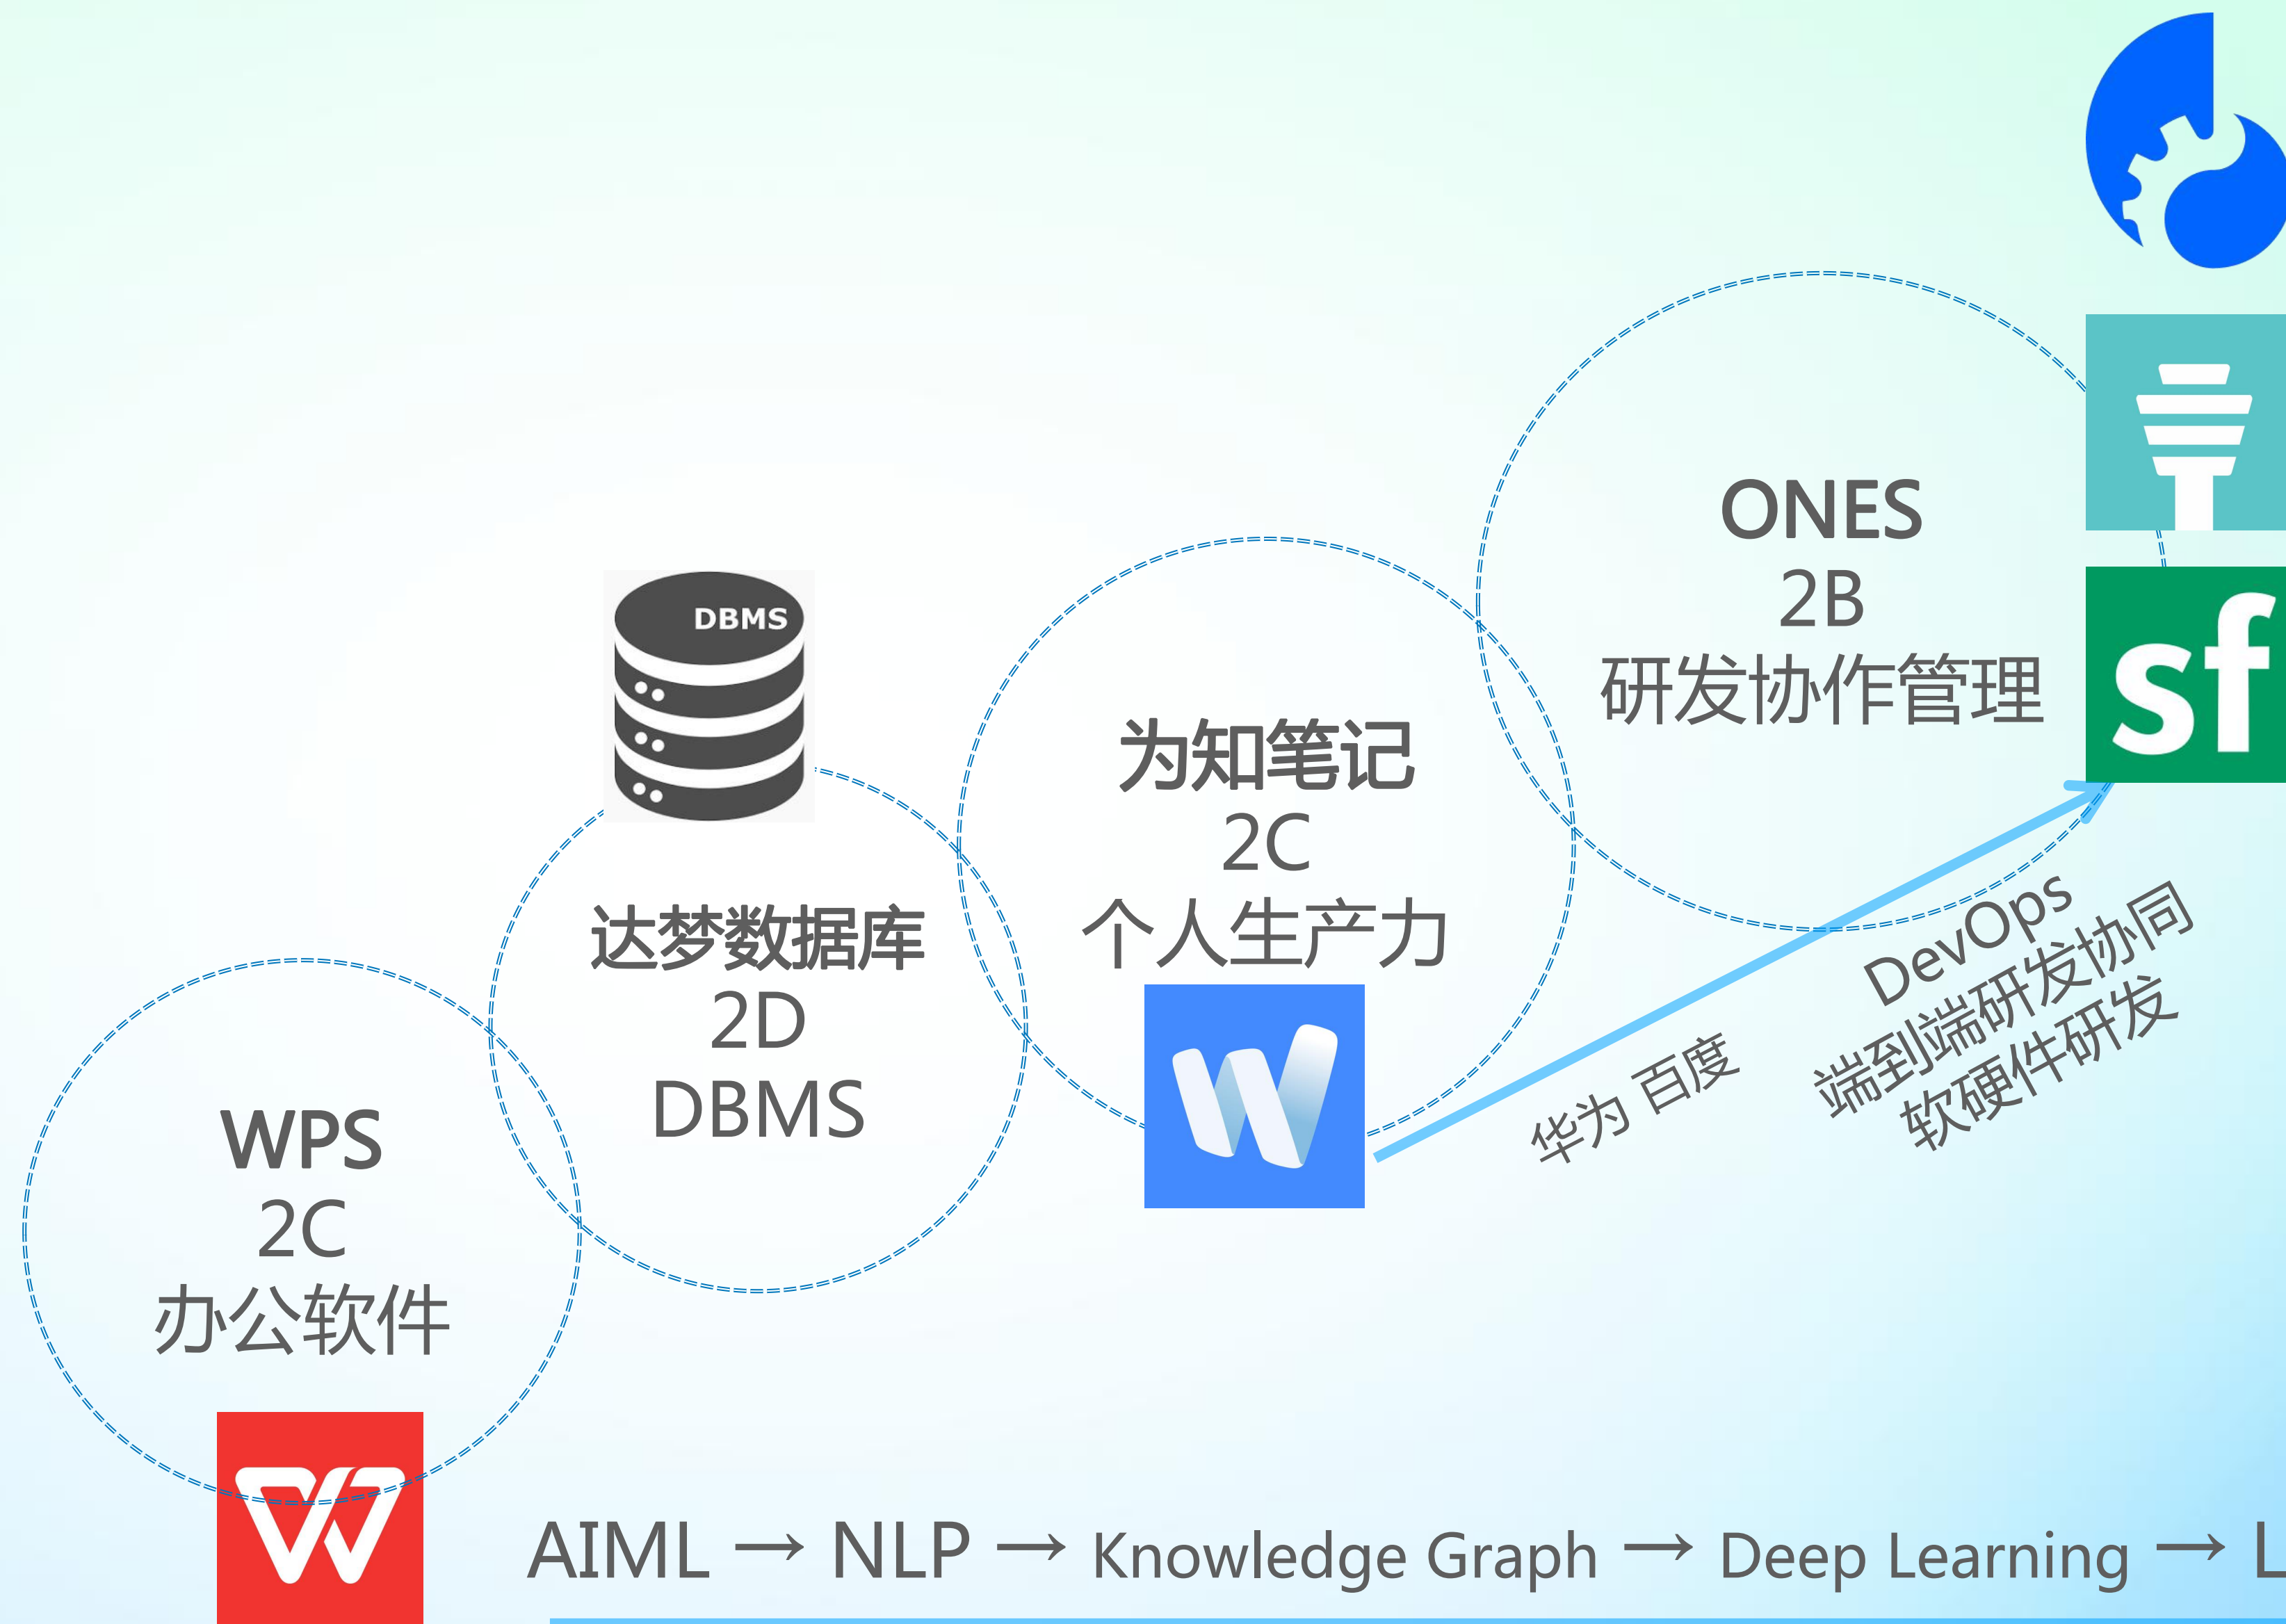 ONES
2B
研发协作管理
sf
DBMS
为知笔记
2C
个人生产力
达梦数据库
2D
DBMS
WPS
2C
办公软件
华为 百度
DevOps
端到端研发协同
软硬件研发
AIML → NLP → Knowledge Graph → Deep Learning → L